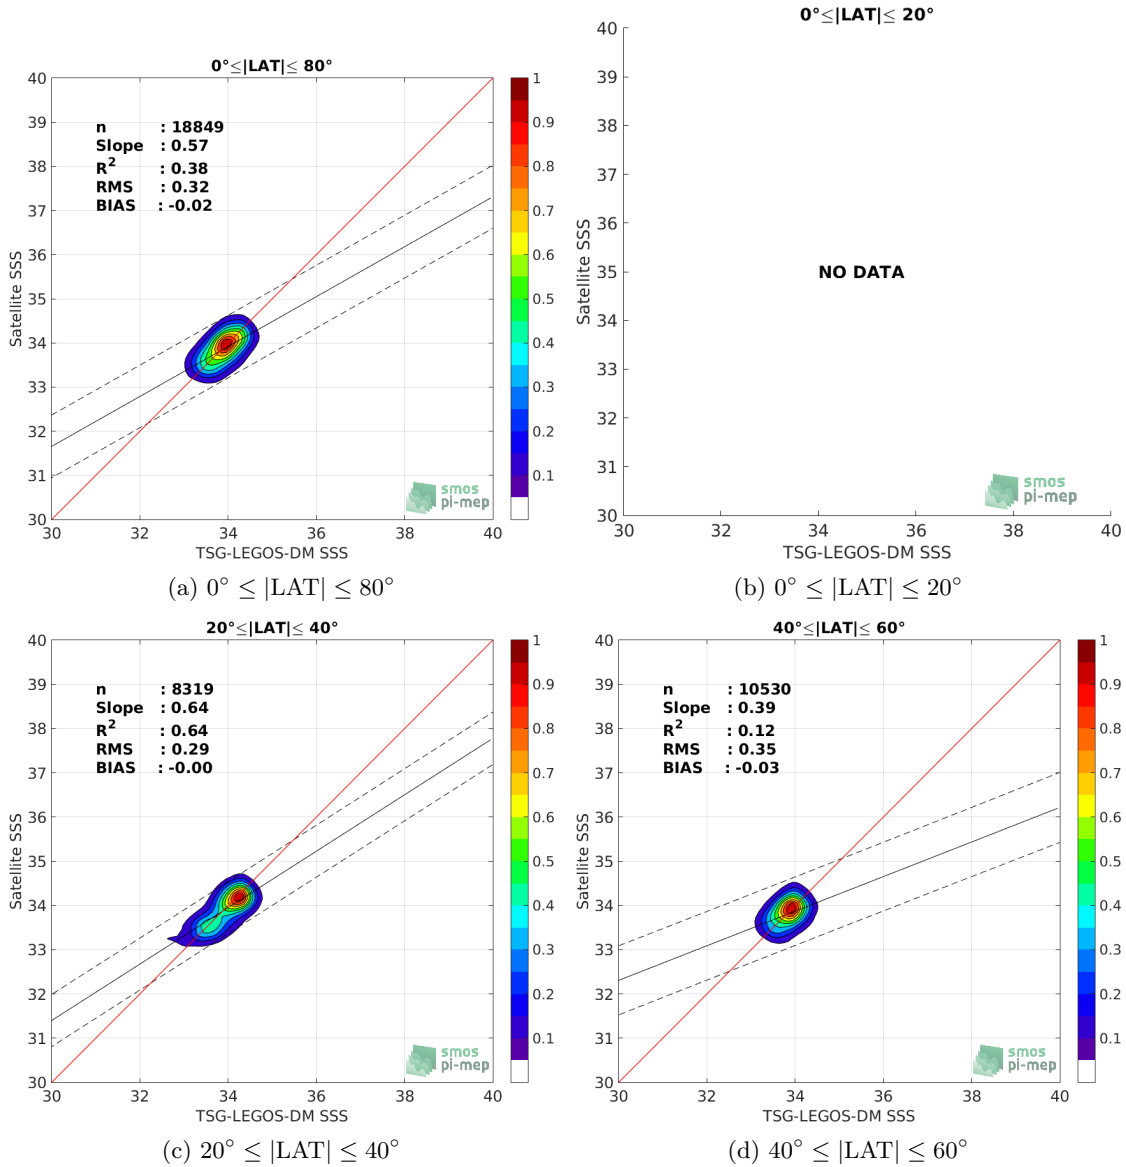 0°≤|LAT|≤ 80°
n : 18849
Slope : 0.57
R² : 0.38
RMS : 0.32
BIAS : -0.02
40
39
38
37
36
35
34
33
32
31
30
Satellite SSS
30 32 34 36 38 40
TSG-LEGOS-DM SSS
1
0.9
0.8
0.7
0.6
0.5
0.4
0.3
0.2
0.1
smos
pi-mep
(a) 0° ≤ |LAT| ≤ 80°
0°≤|LAT|≤ 20°
40
39
38
37
36
35
34
33
32
31
30
Satellite SSS
NO DATA
smos
pi-mep
30 32 34 36 38 40
TSG-LEGOS-DM SSS
(b) 0° ≤ |LAT| ≤ 20°
20°≤|LAT|≤ 40°
n : 8319
Slope : 0.64
R² : 0.64
RMS : 0.29
BIAS : -0.00
40
39
38
37
36
35
34
33
32
31
30
Satellite SSS
30 32 34 36 38 40
TSG-LEGOS-DM SSS
1
0.9
0.8
0.7
0.6
0.5
0.4
0.3
0.2
0.1
smos
pi-mep
(c) 20° ≤ |LAT| ≤ 40°
40°≤|LAT|≤ 60°
n : 10530
Slope : 0.39
R² : 0.12
RMS : 0.35
BIAS : -0.03
40
39
38
37
36
35
34
33
32
31
30
Satellite SSS
30 32 34 36 38 40
TSG-LEGOS-DM SSS
1
0.9
0.8
0.7
0.6
0.5
0.4
0.3
0.2
0.1
smos
pi-mep
(d) 40° ≤ |LAT| ≤ 60°